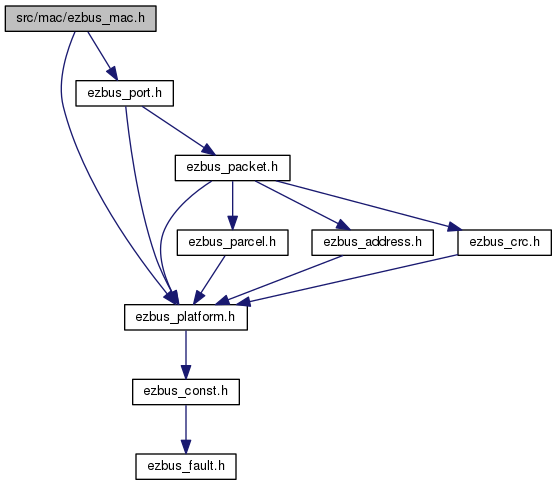 src/mac/ezbus_mac.h
ezbus_port.h
ezbus_packet.h
ezbus_parcel.h
ezbus_address.h
ezbus_crc.h
ezbus_platform.h
ezbus_const.h
ezbus_fault.h